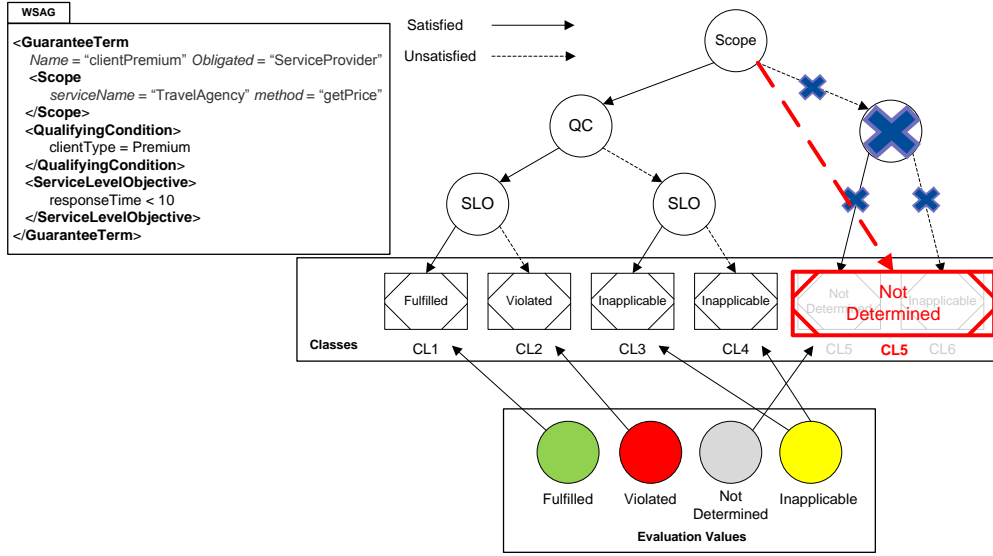 WSAG
<GuaranteeTerm
Name = “clientPremium” Obligated = “ServiceProvider”
<Scope
serviceName = “TravelAgency” method = “getPrice”
</Scope>
<QualifyingCondition>
clientType = Premium
</QualifyingCondition>
<ServiceLevelObjective>
responseTime < 10
</ServiceLevelObjective>
</GuaranteeTerm>
Satisfied
Unsatisfied
Scope
QC
SLO
SLO
Fulfilled
Violated
Inapplicable
Inapplicable
Not
Determined
Inapplicable
Not
Determined
Classes
CL1
CL2
CL3
CL4
CL5
CL5
CL6
Fulfilled
Violated
Not
Determined
Inapplicable
Evaluation Values